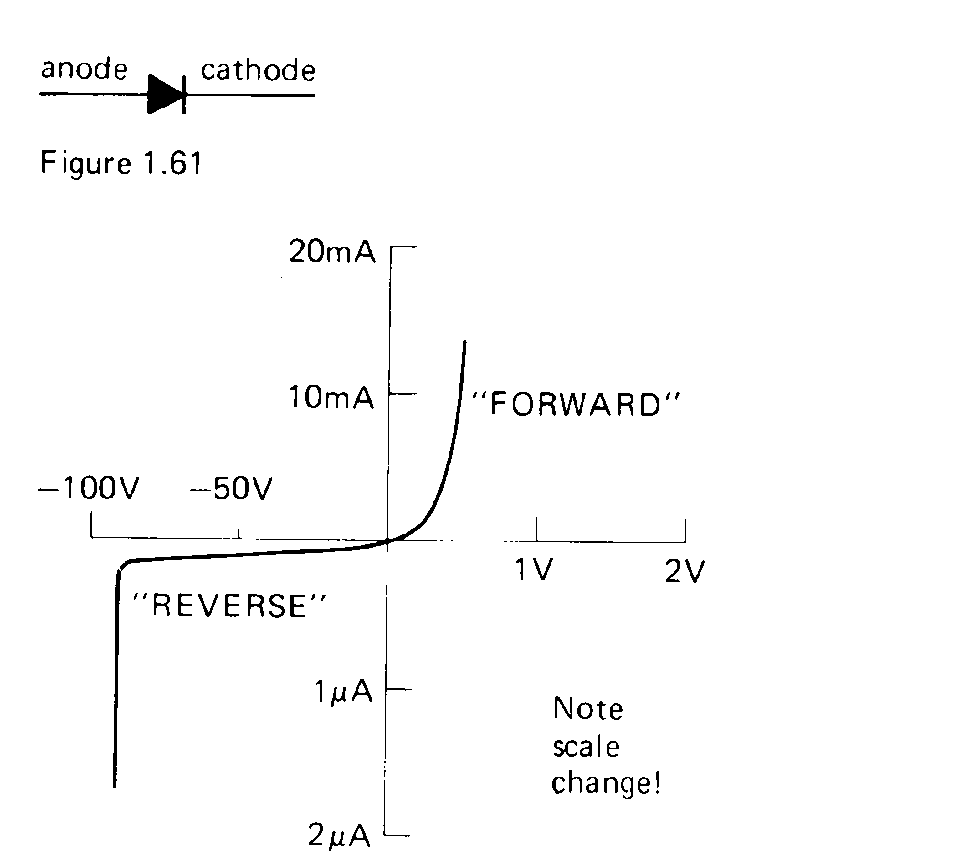 anode cathode
Figure 1.61
20mA
10mA
"FORWARD"
−100V −50V
1V 2V
"REVERSE"
1μA
Note
scale
change!
2μA